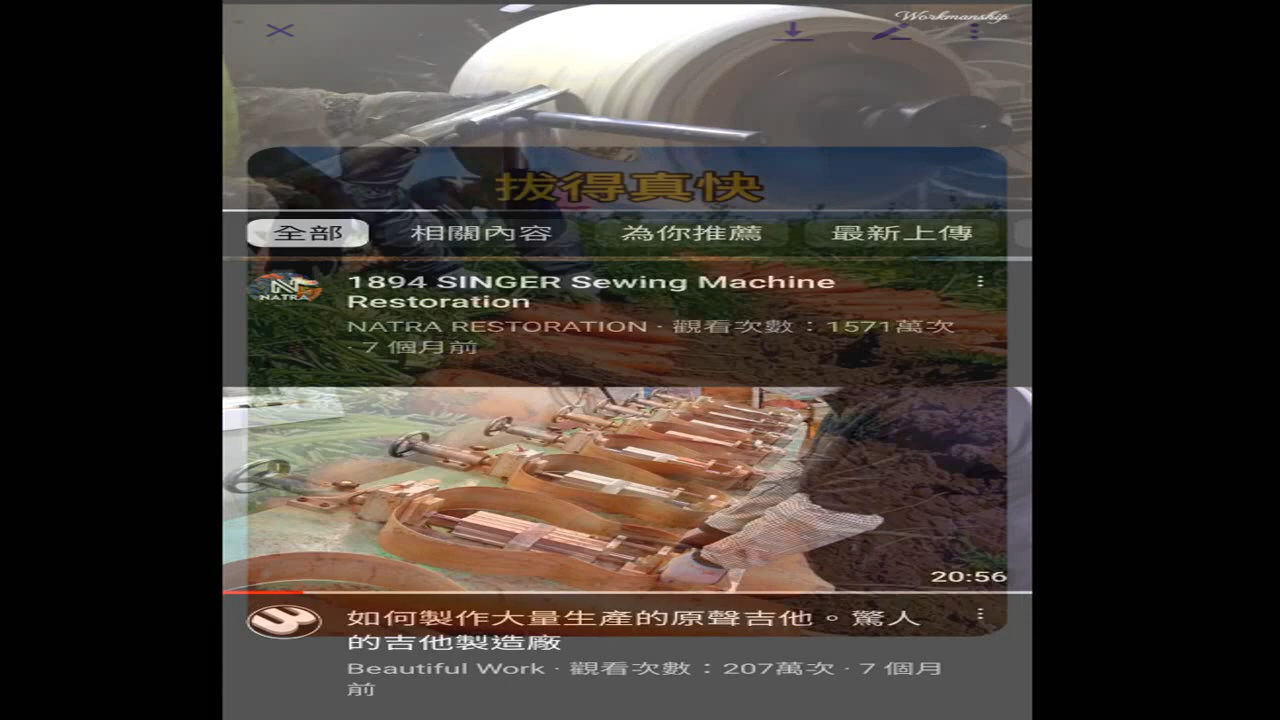 Workmanship
拔得真快
全部 相關內容 為你推薦 最新上傳
NATRA
1894 SINGER Sewing Machine
Restoration
NATRA RESTORATION · 觀看次數：1571萬次
· 7 個月前
20:56
如何製作大量生產的原聲吉他。驚人
的吉他製造廠
Beautiful Work · 觀看次數：207萬次 · 7 個月
前